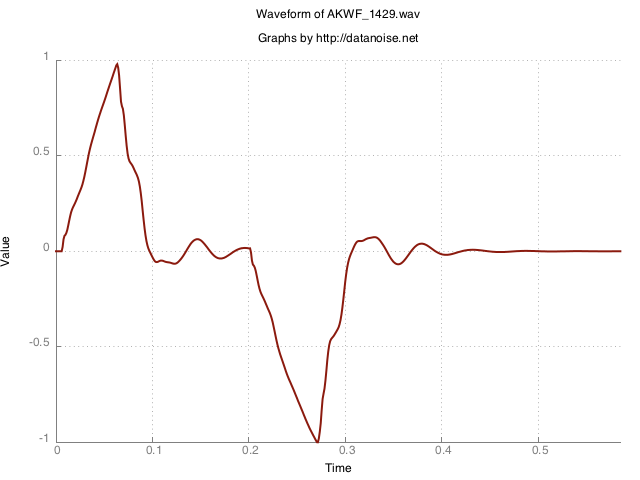 Waveform of AKWF_1429.wav
Graphs by http://datanoise.net
1
0.5
0
-0.5
-1
Value
0 0.1 0.2 0.3 0.4 0.5
Time